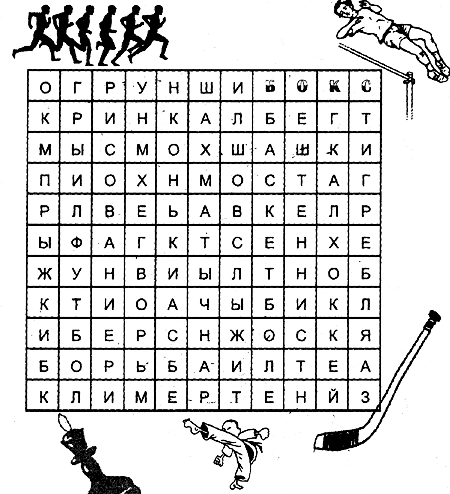 О Г Р У Н Ш И Б О К С
К Р И Н К А Л Б Е Г Т
М Ы С М О Х Ш А Ш К И
П И О Х Н М О С Т А Г
Р Л В Е Ь А В К Е Л Р
Ы Ф А Г К Т С Е Н Х Е
Ж У Н В И Ы Л Т Н О Б
К Т И О А Ч Ы Б И К Л
И Б Е Р С Н Ж О С К Я
Б О Р Ь Б А И Л Т Е А
К Л И М Е Р Т Е Н Й З